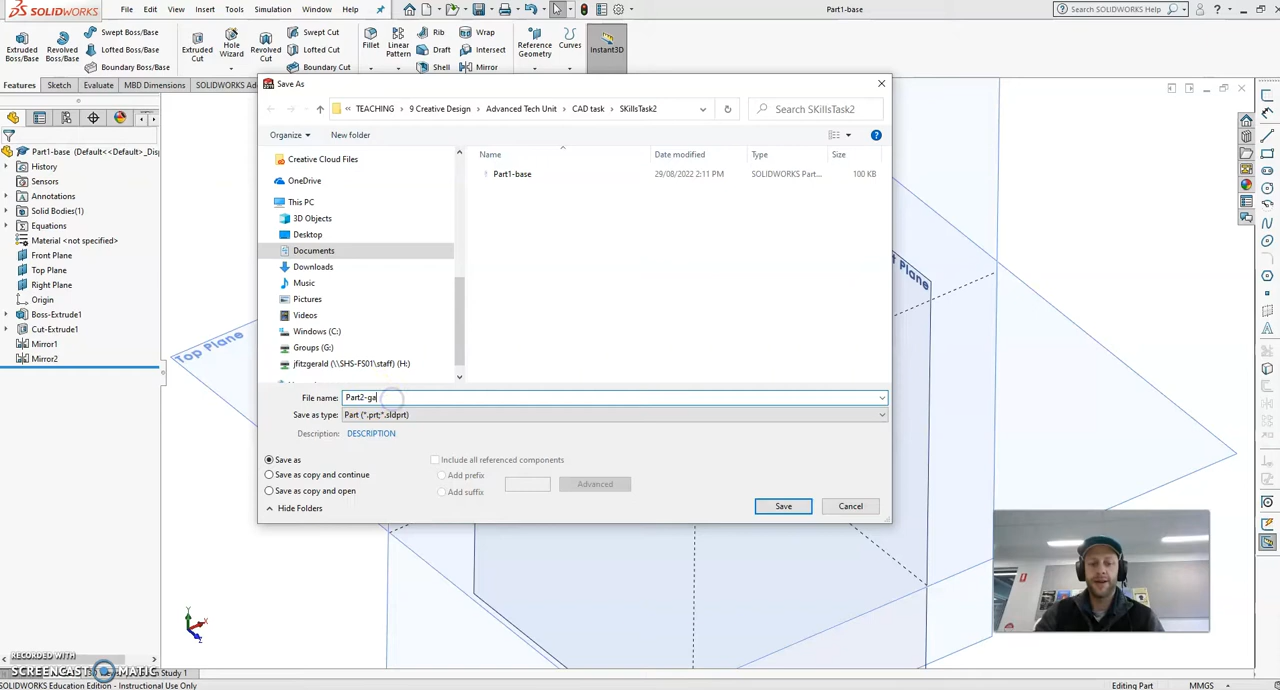 SOLIDWORKS
File Edit View Insert Tools Simulation Window Help
Part1-base
Search SOLIDWORKS Help
Extruded Boss/Base
Revolved Boss/Base
Swept Boss/Base
Lofted Boss/Base
Boundary Boss/Base
Extruded Cut
Hole Wizard
Revolved Cut
Swept Cut
Lofted Cut
Boundary Cut
Fillet
Linear Pattern
Rib
Draft
Shell
Wrap
Intersect
Mirror
Reference Geometry
Curves
Instant3D
Features Sketch Evaluate MBD Dimensions SOLIDWORKS Ad
Part1-base (Default<<Default>_Disp
History
Sensors
Annotations
Solid Bodies(1)
Equations
Material <not specified>
Front Plane
Top Plane
Right Plane
Origin
Boss-Extrude1
Cut-Extrude1
Mirror1
Mirror2
Save As
« TEACHING > 9 Creative Design > Advanced Tech Unit > CAD task > SKillsTask2
Search SKillsTask2
Organize
New folder
Creative Cloud Files
OneDrive
This PC
3D Objects
Desktop
Documents
Downloads
Music
Pictures
Videos
Windows (C:)
Groups (G:)
jfitzgerald (\\SHS-FS01\staff) (H:)
Name Date modified Type Size
Part1-base 29/08/2022 2:11 PM SOLIDWORKS Part... 100 KB
File name: Part2-ga
Save as type: Part (*.prt;*.sldprt)
Description: DESCRIPTION
Save as
Save as copy and continue
Save as copy and open
Include all referenced components
Add prefix
Add suffix
Advanced
Hide Folders
Save
Cancel
Top Plane
t Plane
RECORDED WITH
SCREENCAST MATIC
Study 1
SOLIDWORKS Education Edition - Instructional Use Only
Editing Part
MMGS